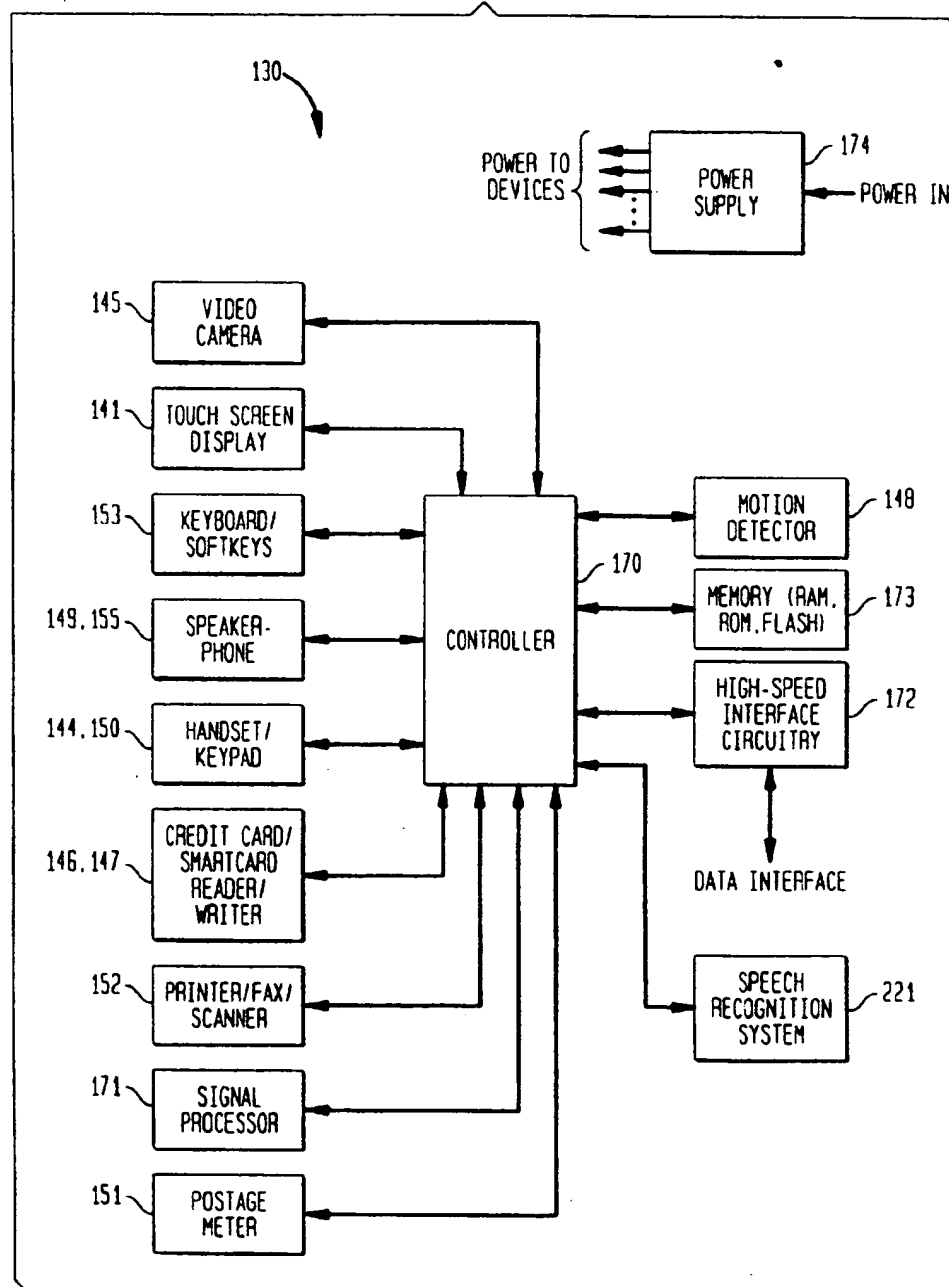 130
174
POWER TO
DEVICES
POWER
SUPPLY
POWER IN
145
VIDEO
CAMERA
141
TOUCH SCREEN
DISPLAY
153
KEYBOARD/
SOFTKEYS
149,155
SPEAKER-
PHONE
144,150
HANDSET/
KEYPAD
146,147
CREDIT CARD/
SMARTCARD
READER/
WRITER
152
PRINTER/FAX/
SCANNER
171
SIGNAL
PROCESSOR
151
POSTAGE
METER
CONTROLLER
170
MOTION
DETECTOR
148
MEMORY (RAM,
ROM,FLASH)
173
HIGH-SPEED
INTERFACE
CIRCUITRY
172
DATA INTERFACE
SPEECH
RECOGNITION
SYSTEM
221